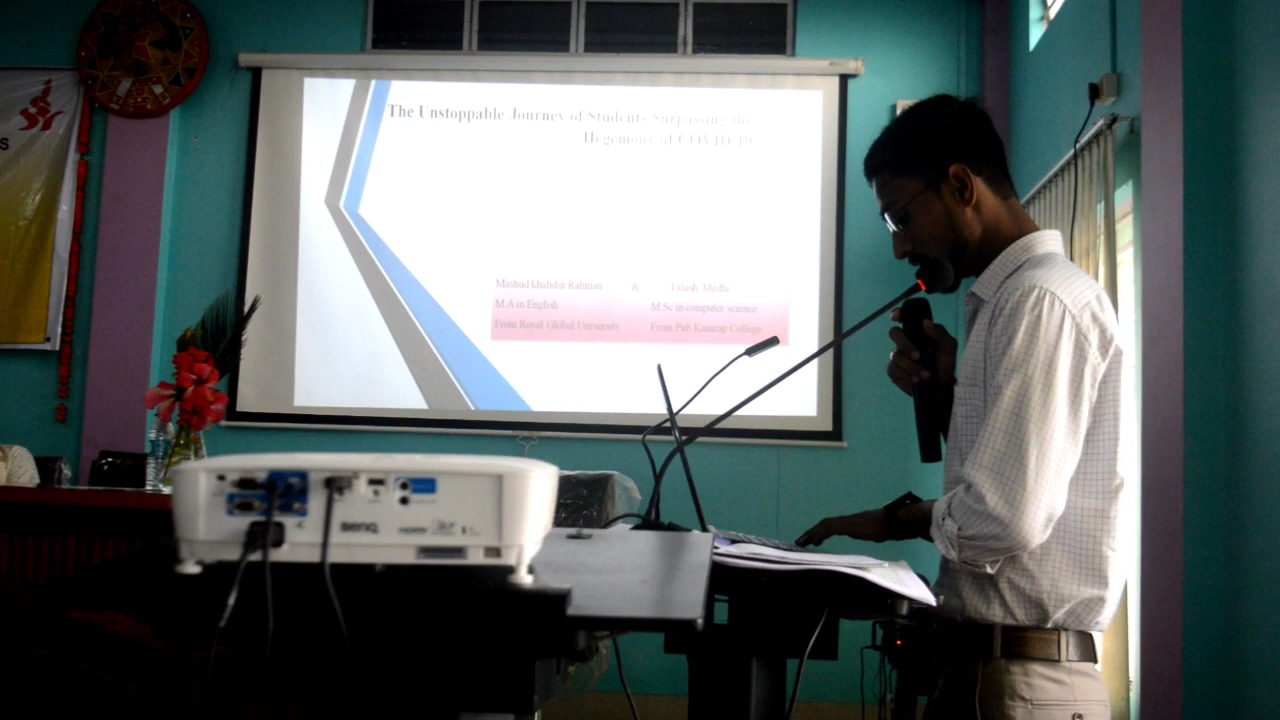 The Unstoppable Journey of Students Surpassing the
Hegemony of COVID-19
Mashud khalidur Rahman & Palash Medhi
M.A in English M.Sc in computer science
From Royal Global University From Pub Kamrup College
S
BenQ
HDMI